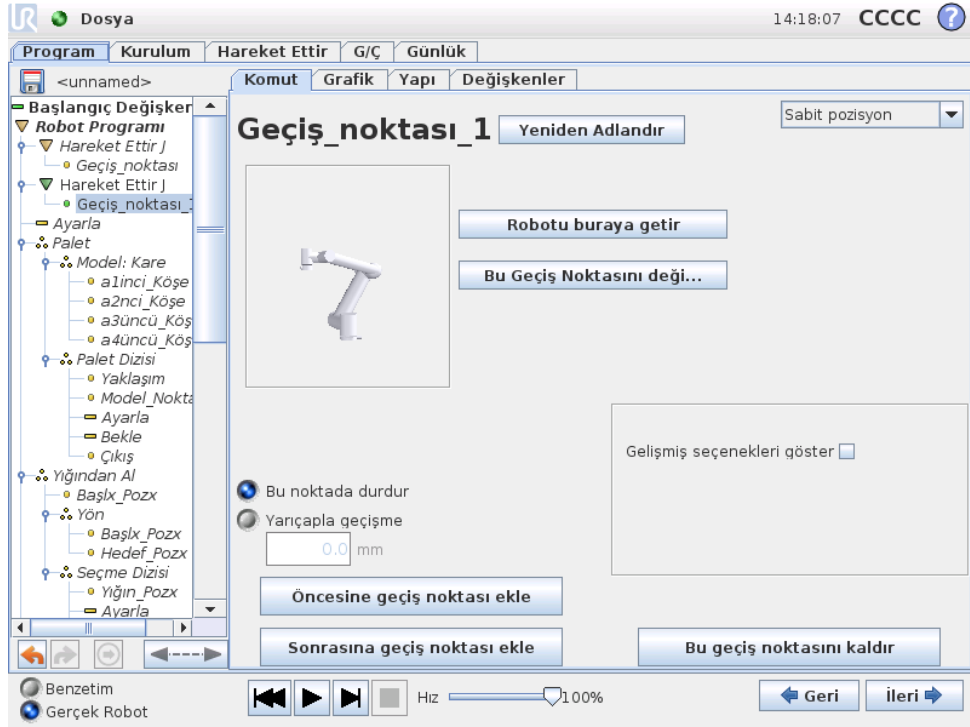 UR Dosya 14:18:07 CCCC ?
Program Kurulum Hareket Ettir G/Ç Günlük
<unnamed>
Komut Grafik Yapı Değişkenler
Başlangıç Değişker
Robot Programı
Hareket Ettir J
Geçiş_noktası
Hareket Ettir J
Geçiş_noktası_1
Ayarla
Palet
Model: Kare
a1inci_Köşe
a2nci_Köşe
a3üncü_Köş
a4üncü_Köş
Palet Dizisi
Yaklaşım
Model_Nokta
Ayarla
Bekle
Çıkış
Yığından Al
Başlx_Pozx
Yön
Başlx_Pozx
Hedef_Pozx
Seçme Dizisi
Yığın_Pozx
Ayarla
Geçiş_noktası_1 Yeniden Adlandır
Sabit pozisyon
Robotu buraya getir
Bu Geçiş Noktasını deği...
Gelişmiş seçenekleri göster
Bu noktada durdur
Yarıçapla geçişme
0.0 mm
Öncesine geçiş noktası ekle
Sonrasına geçiş noktası ekle
Bu geçiş noktasını kaldır
Benzetim
Gerçek Robot
Hız 100%
Geri İleri